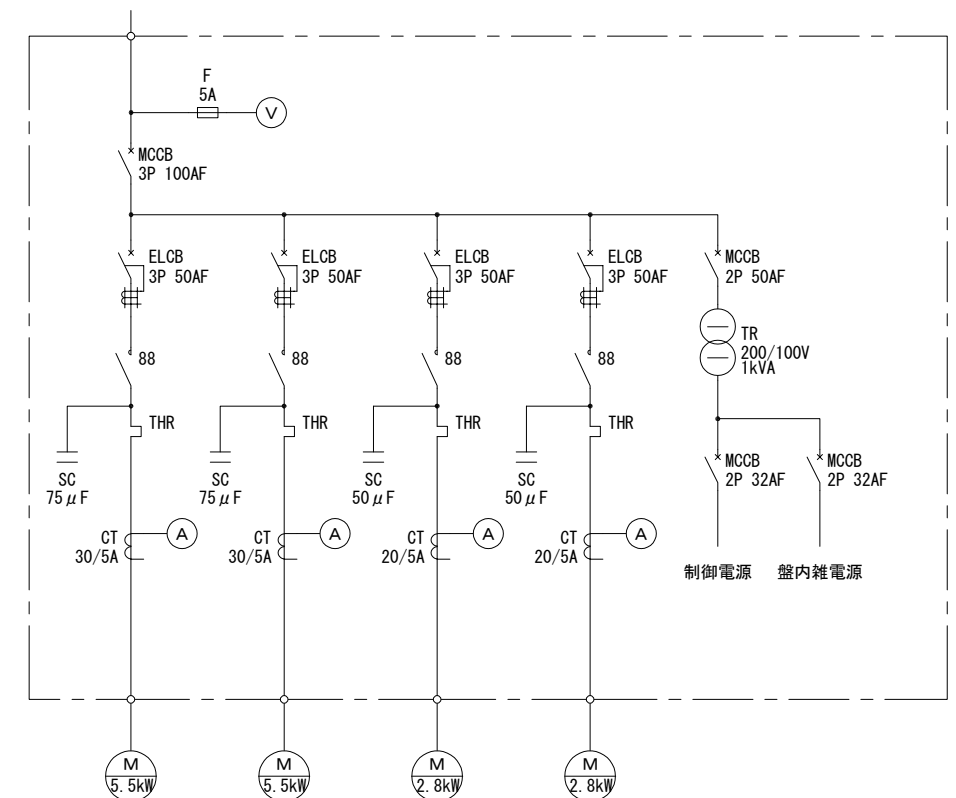 F
5A
V
MCCB
3P 100AF
ELCB
3P 50AF
ELCB
3P 50AF
ELCB
3P 50AF
ELCB
3P 50AF
MCCB
2P 50AF
TR
200/100V
1kVA
88
88
88
88
THR
THR
THR
THR
SC
75μF
SC
75μF
SC
50μF
SC
50μF
MCCB
2P 32AF
MCCB
2P 32AF
CT
30/5A
A
CT
30/5A
A
CT
20/5A
A
CT
20/5A
A
制御電源
盤内雑電源
M
5.5kW
M
5.5kW
M
2.8kW
M
2.8kW